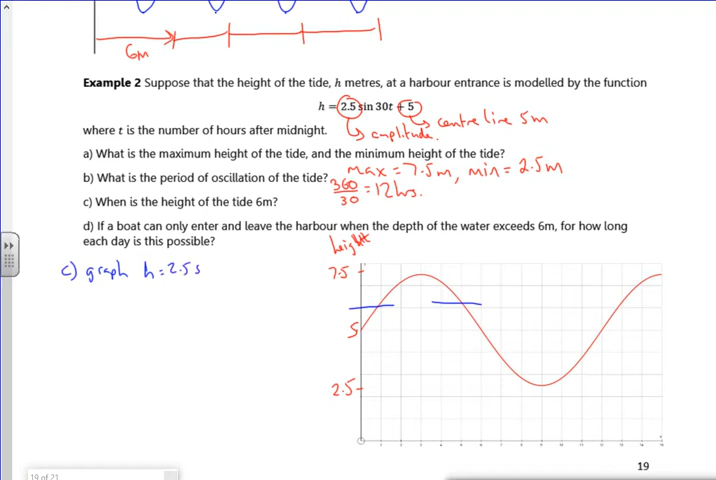 6m
Example 2 Suppose that the height of the tide, h metres, at a harbour entrance is modelled by the function
h = 2.5 sin 30t + 5
centre line 5m
amplitude.
where t is the number of hours after midnight.
a) What is the maximum height of the tide, and the minimum height of the tide?
max = 7.5m, min = 2.5m
b) What is the period of oscillation of the tide?
360/30 = 12hrs.
c) When is the height of the tide 6m?
d) If a boat can only enter and leave the harbour when the depth of the water exceeds 6m, for how long
each day is this possible?
height
c) graph h = 2.5 s
7.5
5
2.5
19
19 of 21